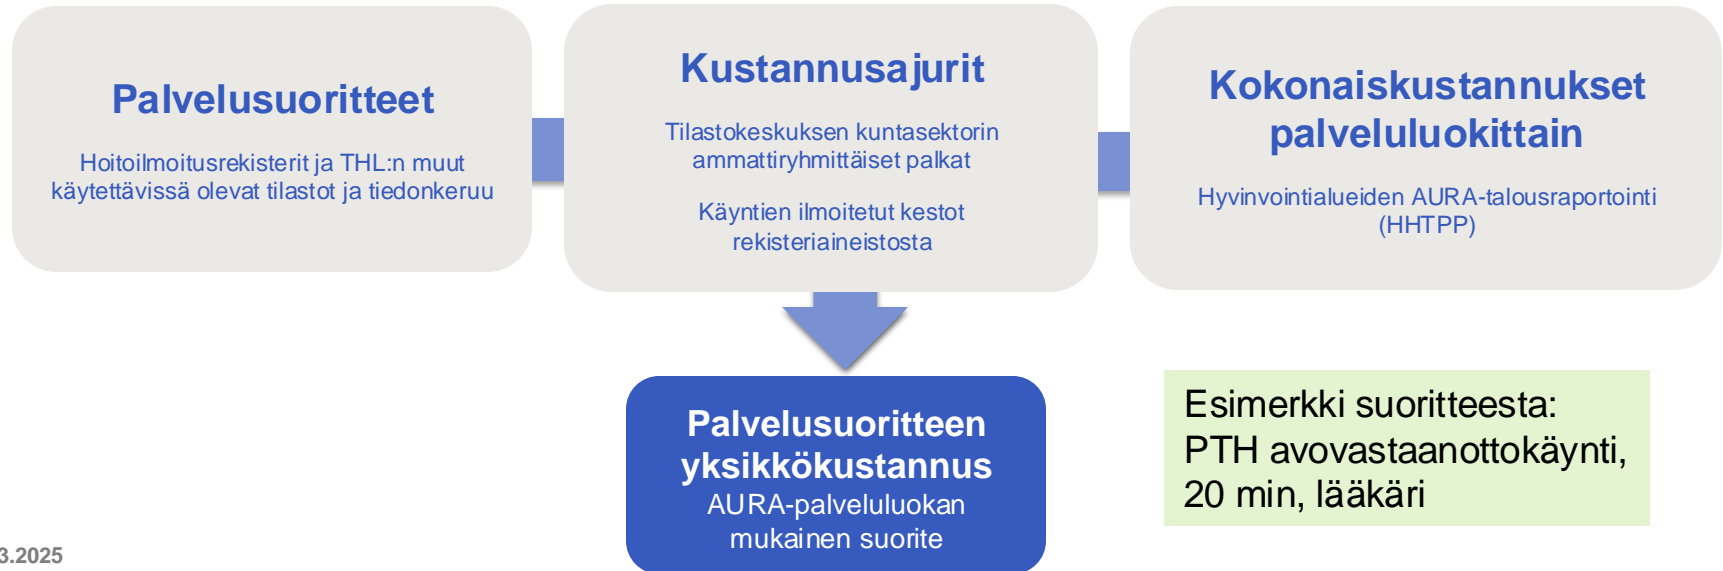 Palvelusuoritteet
Hoitoilmoitusrekisterit ja THL:n muut
käytettävissä olevat tilastot ja tiedonkeruu
Kustannusajurit
Tilastokeskuksen kuntasektorin
ammattiryhmittäiset palkat
Käyntien ilmoitetut kestot
rekisteriaineistosta
Kokonaiskustannukset
palveluluokittain
Hyvinvointialueiden AURA-talousraportointi
(HHTPP)
Palvelusuoritteen
yksikkökustannus
AURA-palveluluokan
mukainen suorite
Esimerkki suoritteesta:
PTH avovastaanottokäynti,
20 min, lääkäri
3.2025